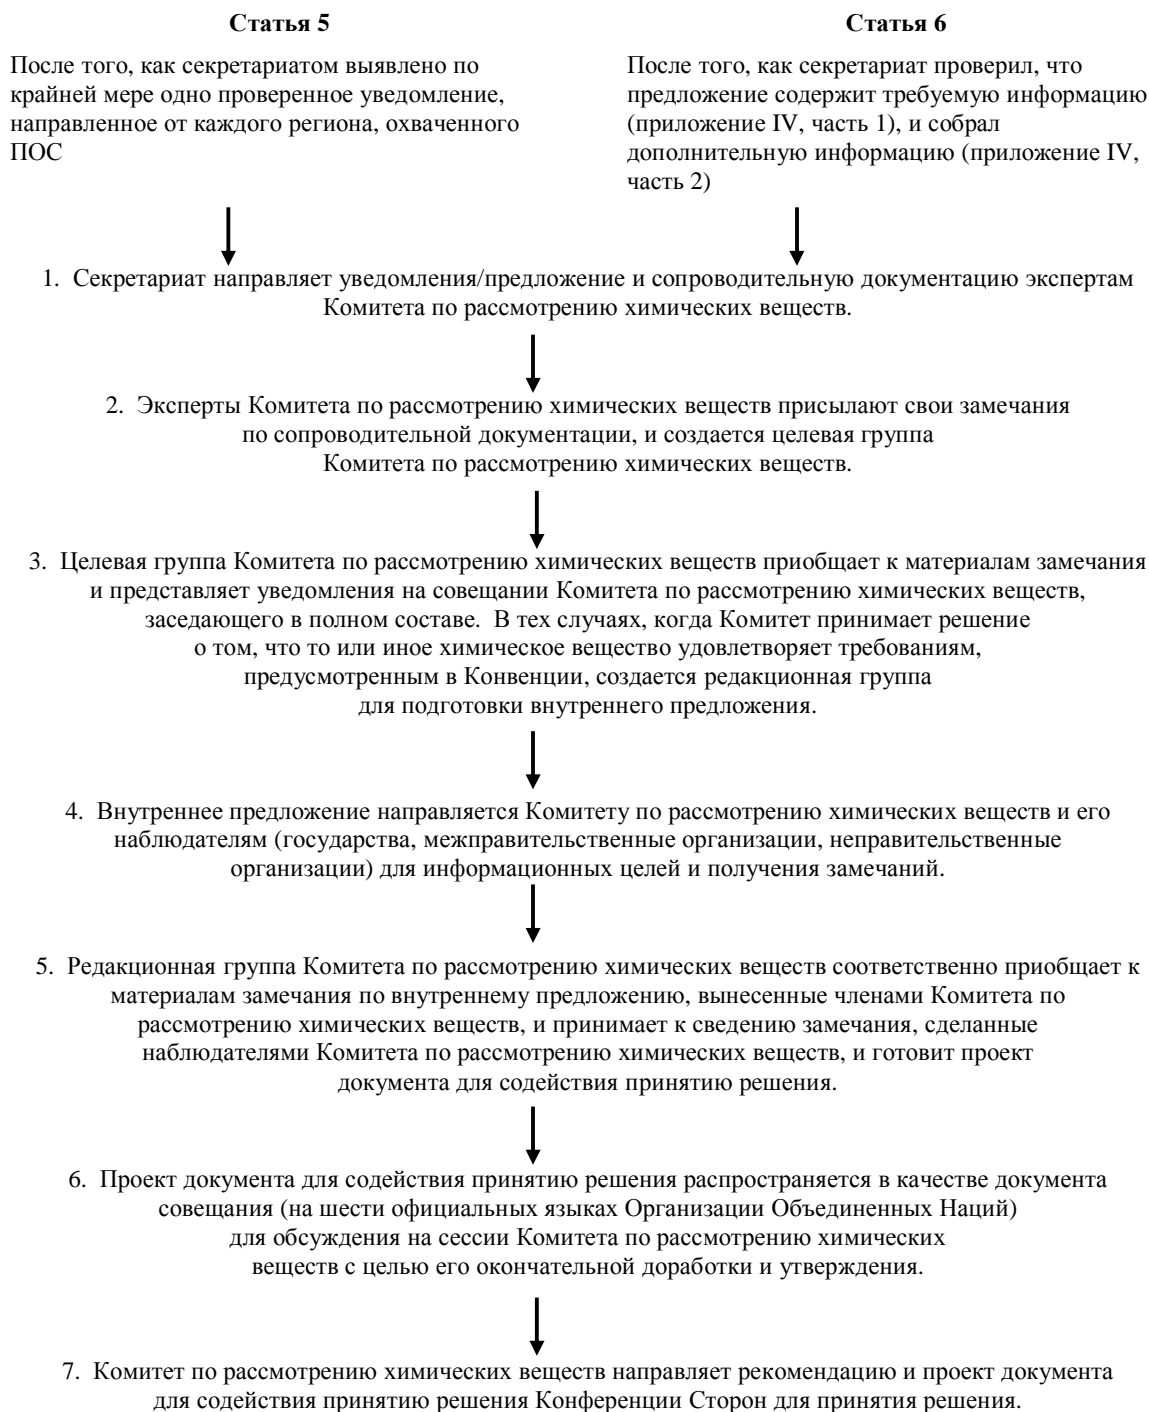 Статья 5
После того, как секретариатом выявлено по
крайней мере одно проверенное уведомление,
направленное от каждого региона, охваченного
ПОС
Статья 6
После того, как секретариат проверил, что
предложение содержит требуемую информацию
(приложение IV, часть 1), и собрал
дополнительную информацию (приложение IV,
часть 2)
1. Секретариат направляет уведомления/предложение и сопроводительную документацию экспертам
Комитета по рассмотрению химических веществ.
2. Эксперты Комитета по рассмотрению химических веществ присылают свои замечания
по сопроводительной документации, и создается целевая группа
Комитета по рассмотрению химических веществ.
3. Целевая группа Комитета по рассмотрению химических веществ приобщает к материалам замечания
и представляет уведомления на совещании Комитета по рассмотрению химических веществ,
заседающего в полном составе. В тех случаях, когда Комитет принимает решение
о том, что то или иное химическое вещество удовлетворяет требованиям,
предусмотренным в Конвенции, создается редакционная группа
для подготовки внутреннего предложения.
4. Внутреннее предложение направляется Комитету по рассмотрению химических веществ и его
наблюдателям (государства, межправительственные организации, неправительственные
организации) для информационных целей и получения замечаний.
5. Редакционная группа Комитета по рассмотрению химических веществ соответственно приобщает к
материалам замечания по внутреннему предложению, вынесенные членами Комитета по
рассмотрению химических веществ, и принимает к сведению замечания, сделанные
наблюдателями Комитета по рассмотрению химических веществ, и готовит проект
документа для содействия принятию решения.
6. Проект документа для содействия принятию решения распространяется в качестве документа
совещания (на шести официальных языках Организации Объединенных Наций)
для обсуждения на сессии Комитета по рассмотрению химических
веществ с целью его окончательной доработки и утверждения.
7. Комитет по рассмотрению химических веществ направляет рекомендацию и проект документа
для содействия принятию решения Конференции Сторон для принятия решения.